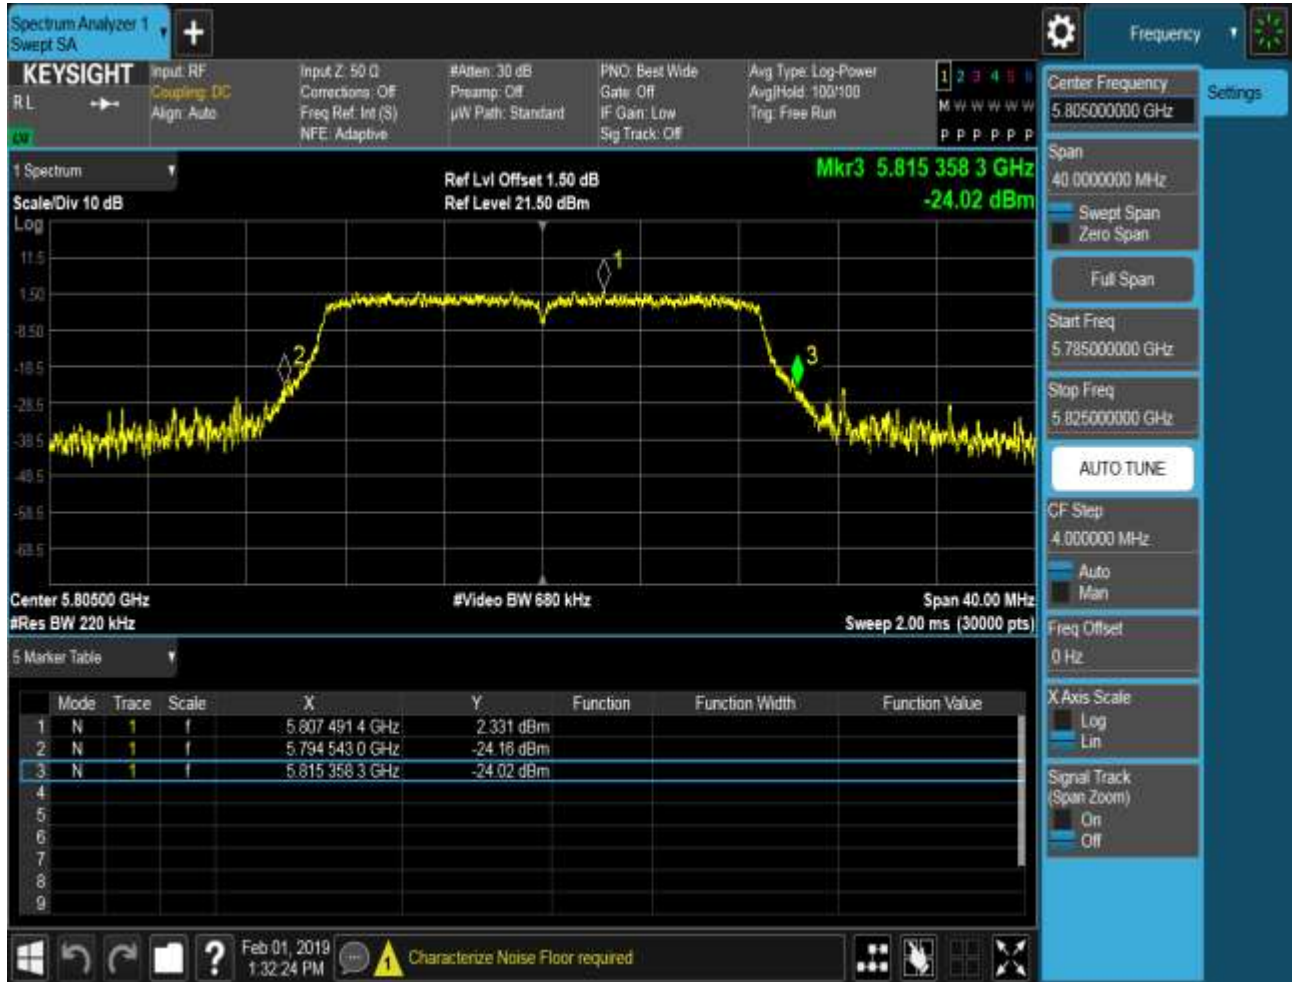 Spectrum Analyzer 1
Swept SA
+
Frequency
KEYSIGHT
R L
Input: RF
Coupling: DC
Align: Auto
Input Z: 50 Ω
Corrections: Off
Freq Ref: Int (S)
NFE: Adaptive
#Atten: 30 dB
Preamp: Off
µW Path: Standard
PNO: Best Wide
Gate: Off
IF Gain: Low
Sig Track: Off
Avg Type: Log-Power
Avg|Hold: 100/100
Trig: Free Run
1 2 3 4 5 6
M W W W W W
P P P P P P
1 Spectrum
Scale/Div 10 dB
Log
Ref Lvl Offset 1.50 dB
Ref Level 21.50 dBm
Mkr3 5.815 358 3 GHz
-24.02 dBm
11.5
1.50
-8.50
-18.5
-28.5
-38.5
-48.5
-58.5
-68.5
1
2
3
Center 5.80500 GHz
#Video BW 680 kHz
Span 40.00 MHz
#Res BW 220 kHz
Sweep 2.00 ms (30000 pts)
5 Marker Table
Mode Trace Scale X Y Function Function Width Function Value
1 N 1 f 5.807 491 4 GHz 2.331 dBm
2 N 1 f 5.794 543 0 GHz -24.16 dBm
3 N 1 f 5.815 358 3 GHz -24.02 dBm
4
5
6
7
8
9
Feb 01, 2019
1:32:24 PM
?
1
Characterize Noise Floor required
Center Frequency
5.805000000 GHz
Settings
Span
40.0000000 MHz
Swept Span
Zero Span
Full Span
Start Freq
5.785000000 GHz
Stop Freq
5.825000000 GHz
AUTO TUNE
CF Step
4.000000 MHz
Auto
Man
Freq Offset
0 Hz
X Axis Scale
Log
Lin
Signal Track
(Span Zoom)
On
Off